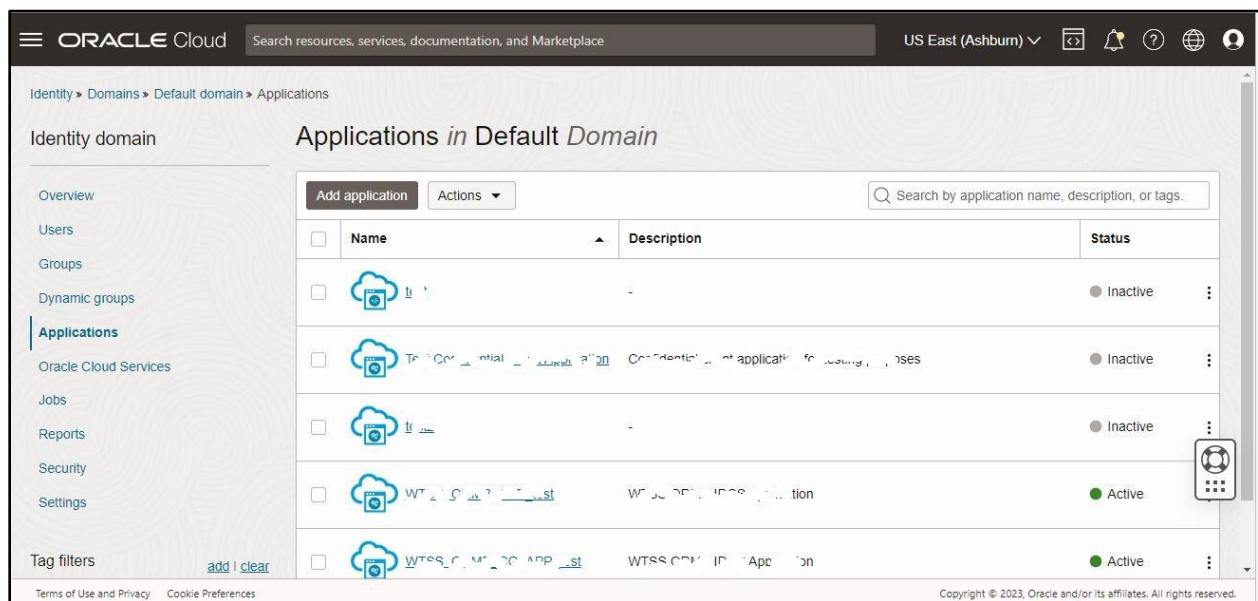 ORACLE Cloud
Search resources, services, documentation, and Marketplace
US East (Ashburn)
Identity » Domains » Default domain » Applications
Identity domain
Applications in Default Domain
Overview
Users
Groups
Dynamic groups
Applications
Oracle Cloud Services
Jobs
Reports
Security
Settings
Tag filters
add | clear
Add application
Actions
Search by application name, description, or tags.
Name
Description
Status
-
Inactive
Inactive
-
Inactive
Active
Active
Terms of Use and Privacy
Cookie Preferences
Copyright © 2023, Oracle and/or its affiliates. All rights reserved.